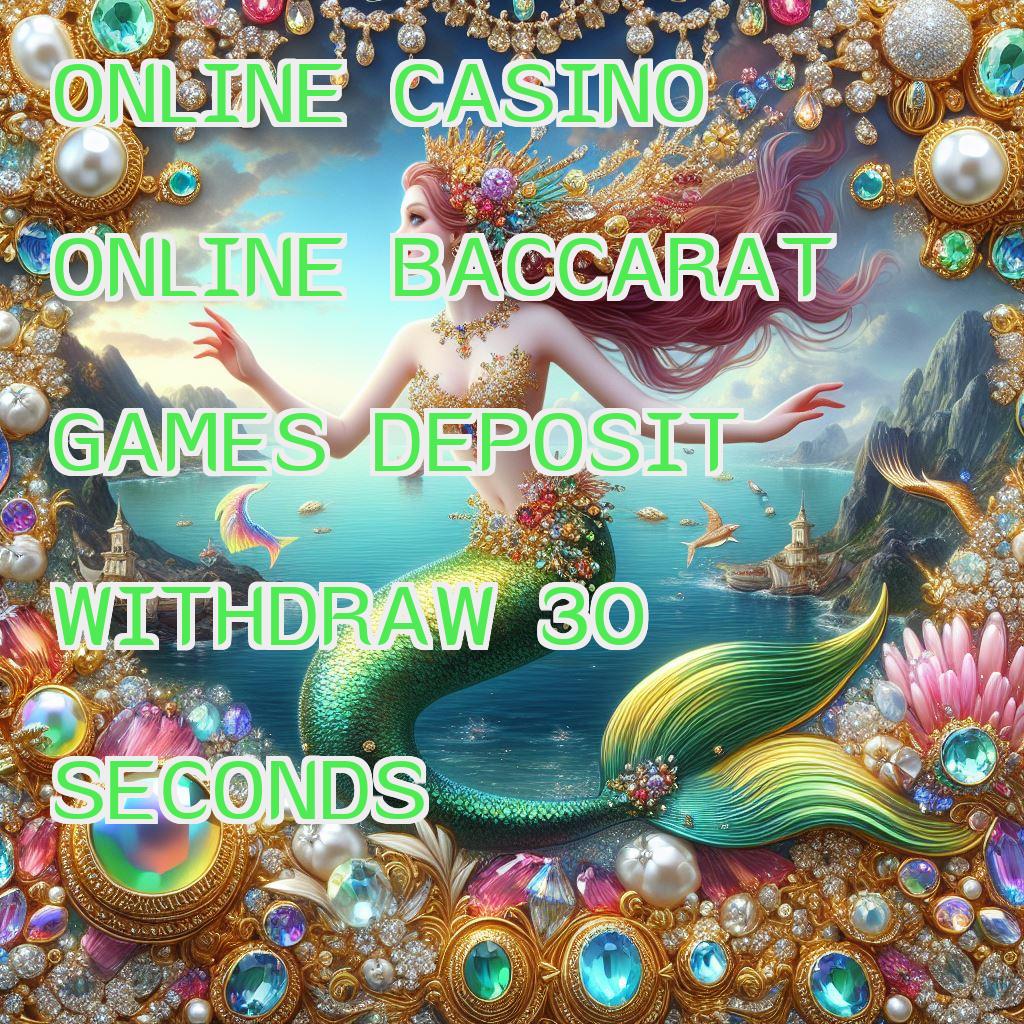 ONLINE CASINO
ONLINE BACCARAT
GAMES DEPOSIT
WITHDRAW 30
SECONDS